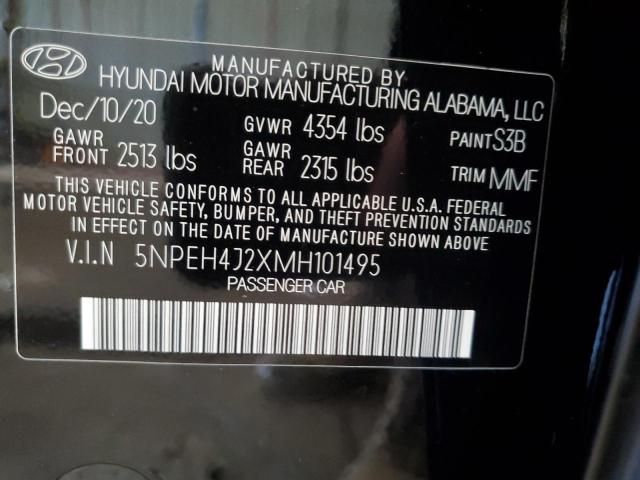 MANUFACTURED BY
HYUNDAI MOTOR MANUFACTURING ALABAMA, LLC
Dec/10/20 GVWR 4354 lbs PAINT S3B
GAWR FRONT 2513 lbs GAWR REAR 2315 lbs TRIM MMF
THIS VEHICLE CONFORMS TO ALL APPLICABLE U.S.A. FEDERAL
MOTOR VEHICLE SAFETY, BUMPER, AND THEFT PREVENTION STANDARDS
IN EFFECT ON THE DATE OF MANUFACTURE SHOWN ABOVE
V.I.N 5NPEH4J2XMH101495
PASSENGER CAR